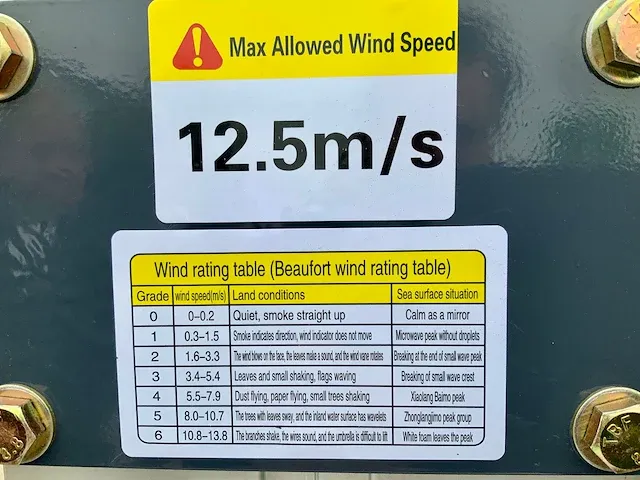 Max Allowed Wind Speed
12.5m/s
Wind rating table (Beaufort wind rating table)
Grade wind speed(m/s) Land conditions Sea surface situation
0 0–0.2 Quiet, smoke straight up Calm as a mirror
1 0.3–1.5 Smoke indicates direction, wind indicator does not move Microwave peak without droplets
2 1.6–3.3 The wind blows on the face, the leaves make a sound, and the wind vane rotates Breaking at the end of small wave peak
3 3.4–5.4 Leaves and small shaking, flags waving Breaking of small wave crest
4 5.5–7.9 Dust flying, paper flying, small trees shaking Xiaolang Baimo peak
5 8.0–10.7 The trees with leaves sway, and the inland water surface has wavelets Zhonglangjimo peak group
6 10.8–13.8 The branches shake, the wires sound, and the umbrella is difficult to lift White foam leaves the peak